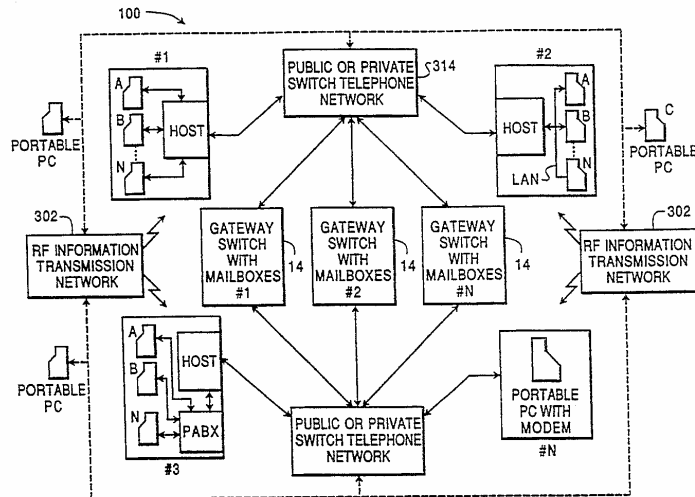 100
#1
A
B
N
HOST
PUBLIC OR PRIVATE
SWITCH TELEPHONE
NETWORK
314
#2
HOST
A
B
N
LAN
PORTABLE
PC
C
PORTABLE
PC
302
RF INFORMATION
TRANSMISSION
NETWORK
GATEWAY
SWITCH
WITH
MAILBOXES
#1
14
GATEWAY
SWITCH
WITH
MAILBOXES
#2
14
GATEWAY
SWITCH
WITH
MAILBOXES
#N
14
302
RF INFORMATION
TRANSMISSION
NETWORK
PORTABLE
PC
A
B
N
HOST
PABX
#3
PUBLIC OR PRIVATE
SWITCH TELEPHONE
NETWORK
PORTABLE
PC WITH
MODEM
#N